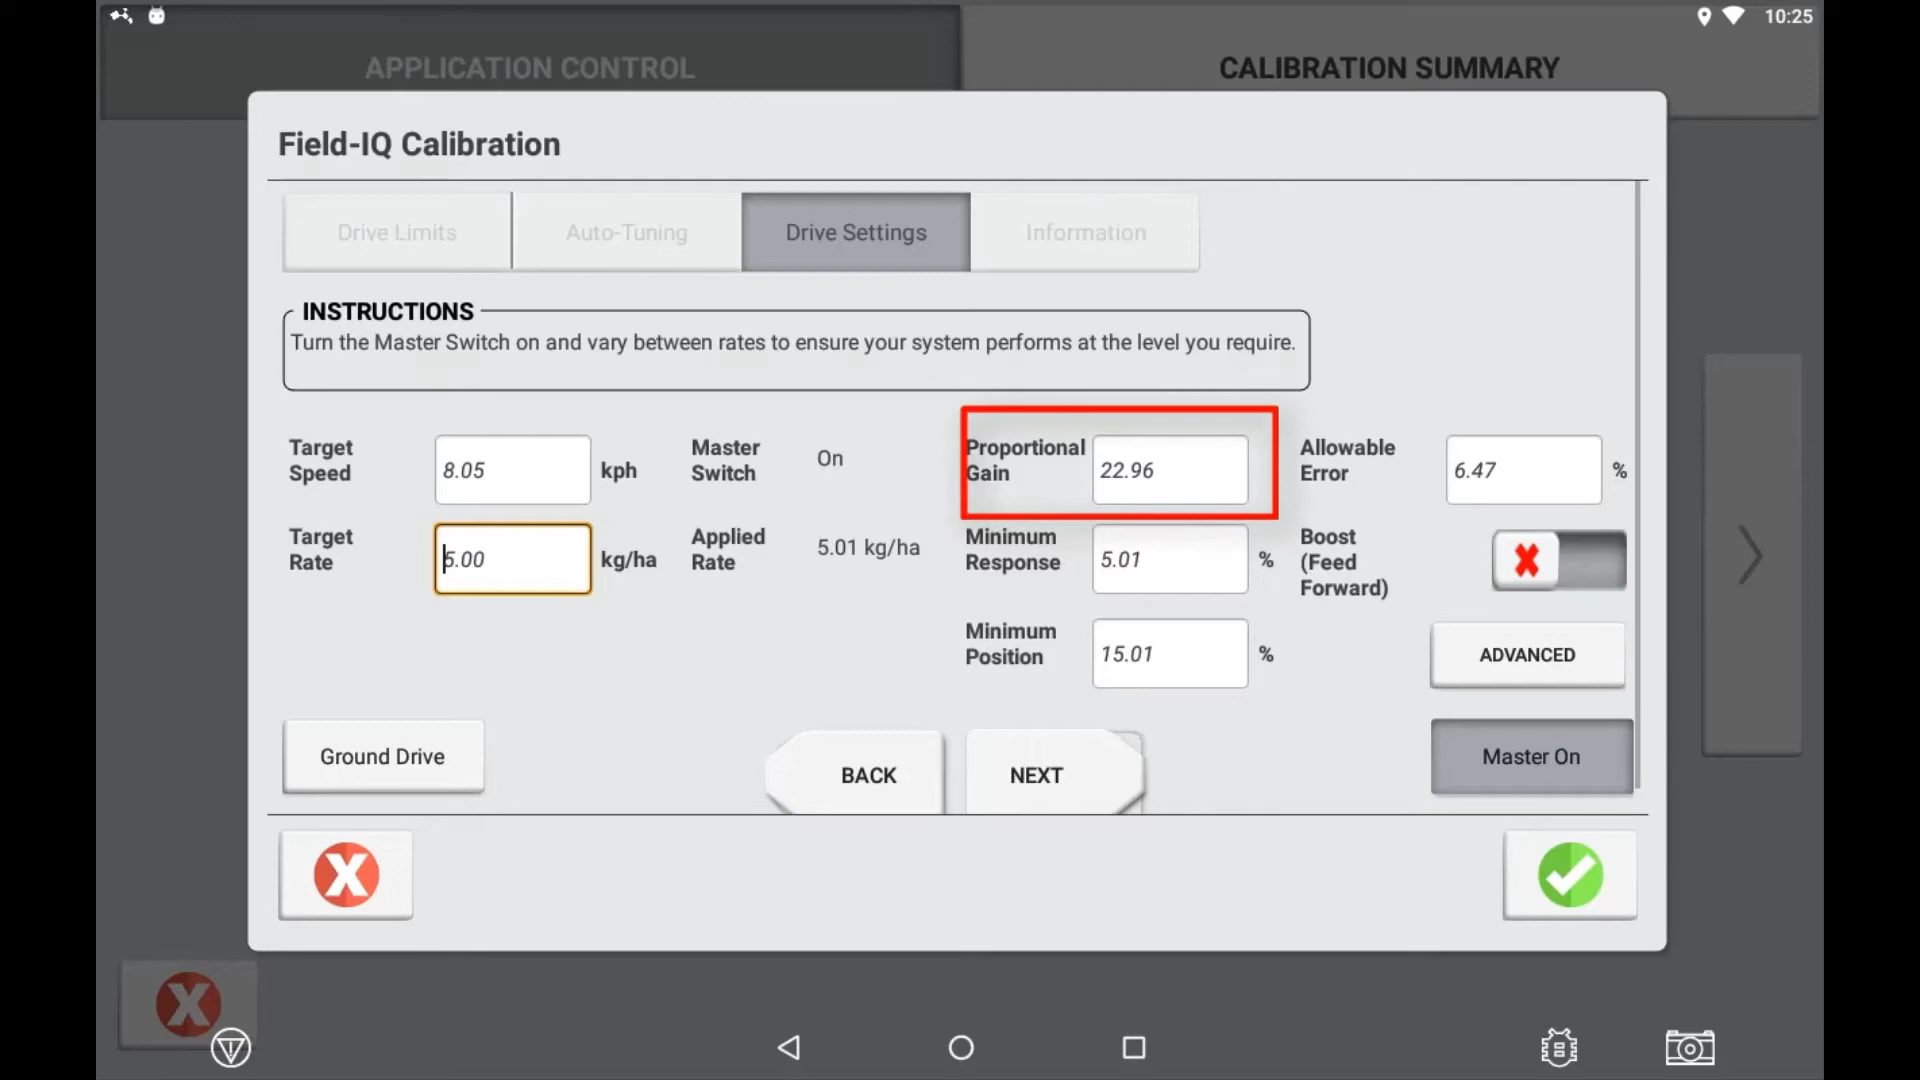 10:25
APPLICATION CONTROL
CALIBRATION SUMMARY
Field-IQ Calibration
Drive Limits
Auto-Tuning
Drive Settings
Information
INSTRUCTIONS
Turn the Master Switch on and vary between rates to ensure your system performs at the level you require.
Target
Speed
8.05
kph
Master
Switch
On
Proportional
Gain
22.96
Allowable
Error
6.47
%
Target
Rate
5.00
kg/ha
Applied
Rate
5.01 kg/ha
Minimum
Response
5.01
%
Boost
(Feed
Forward)
Minimum
Position
15.01
%
ADVANCED
Ground Drive
BACK
NEXT
Master On